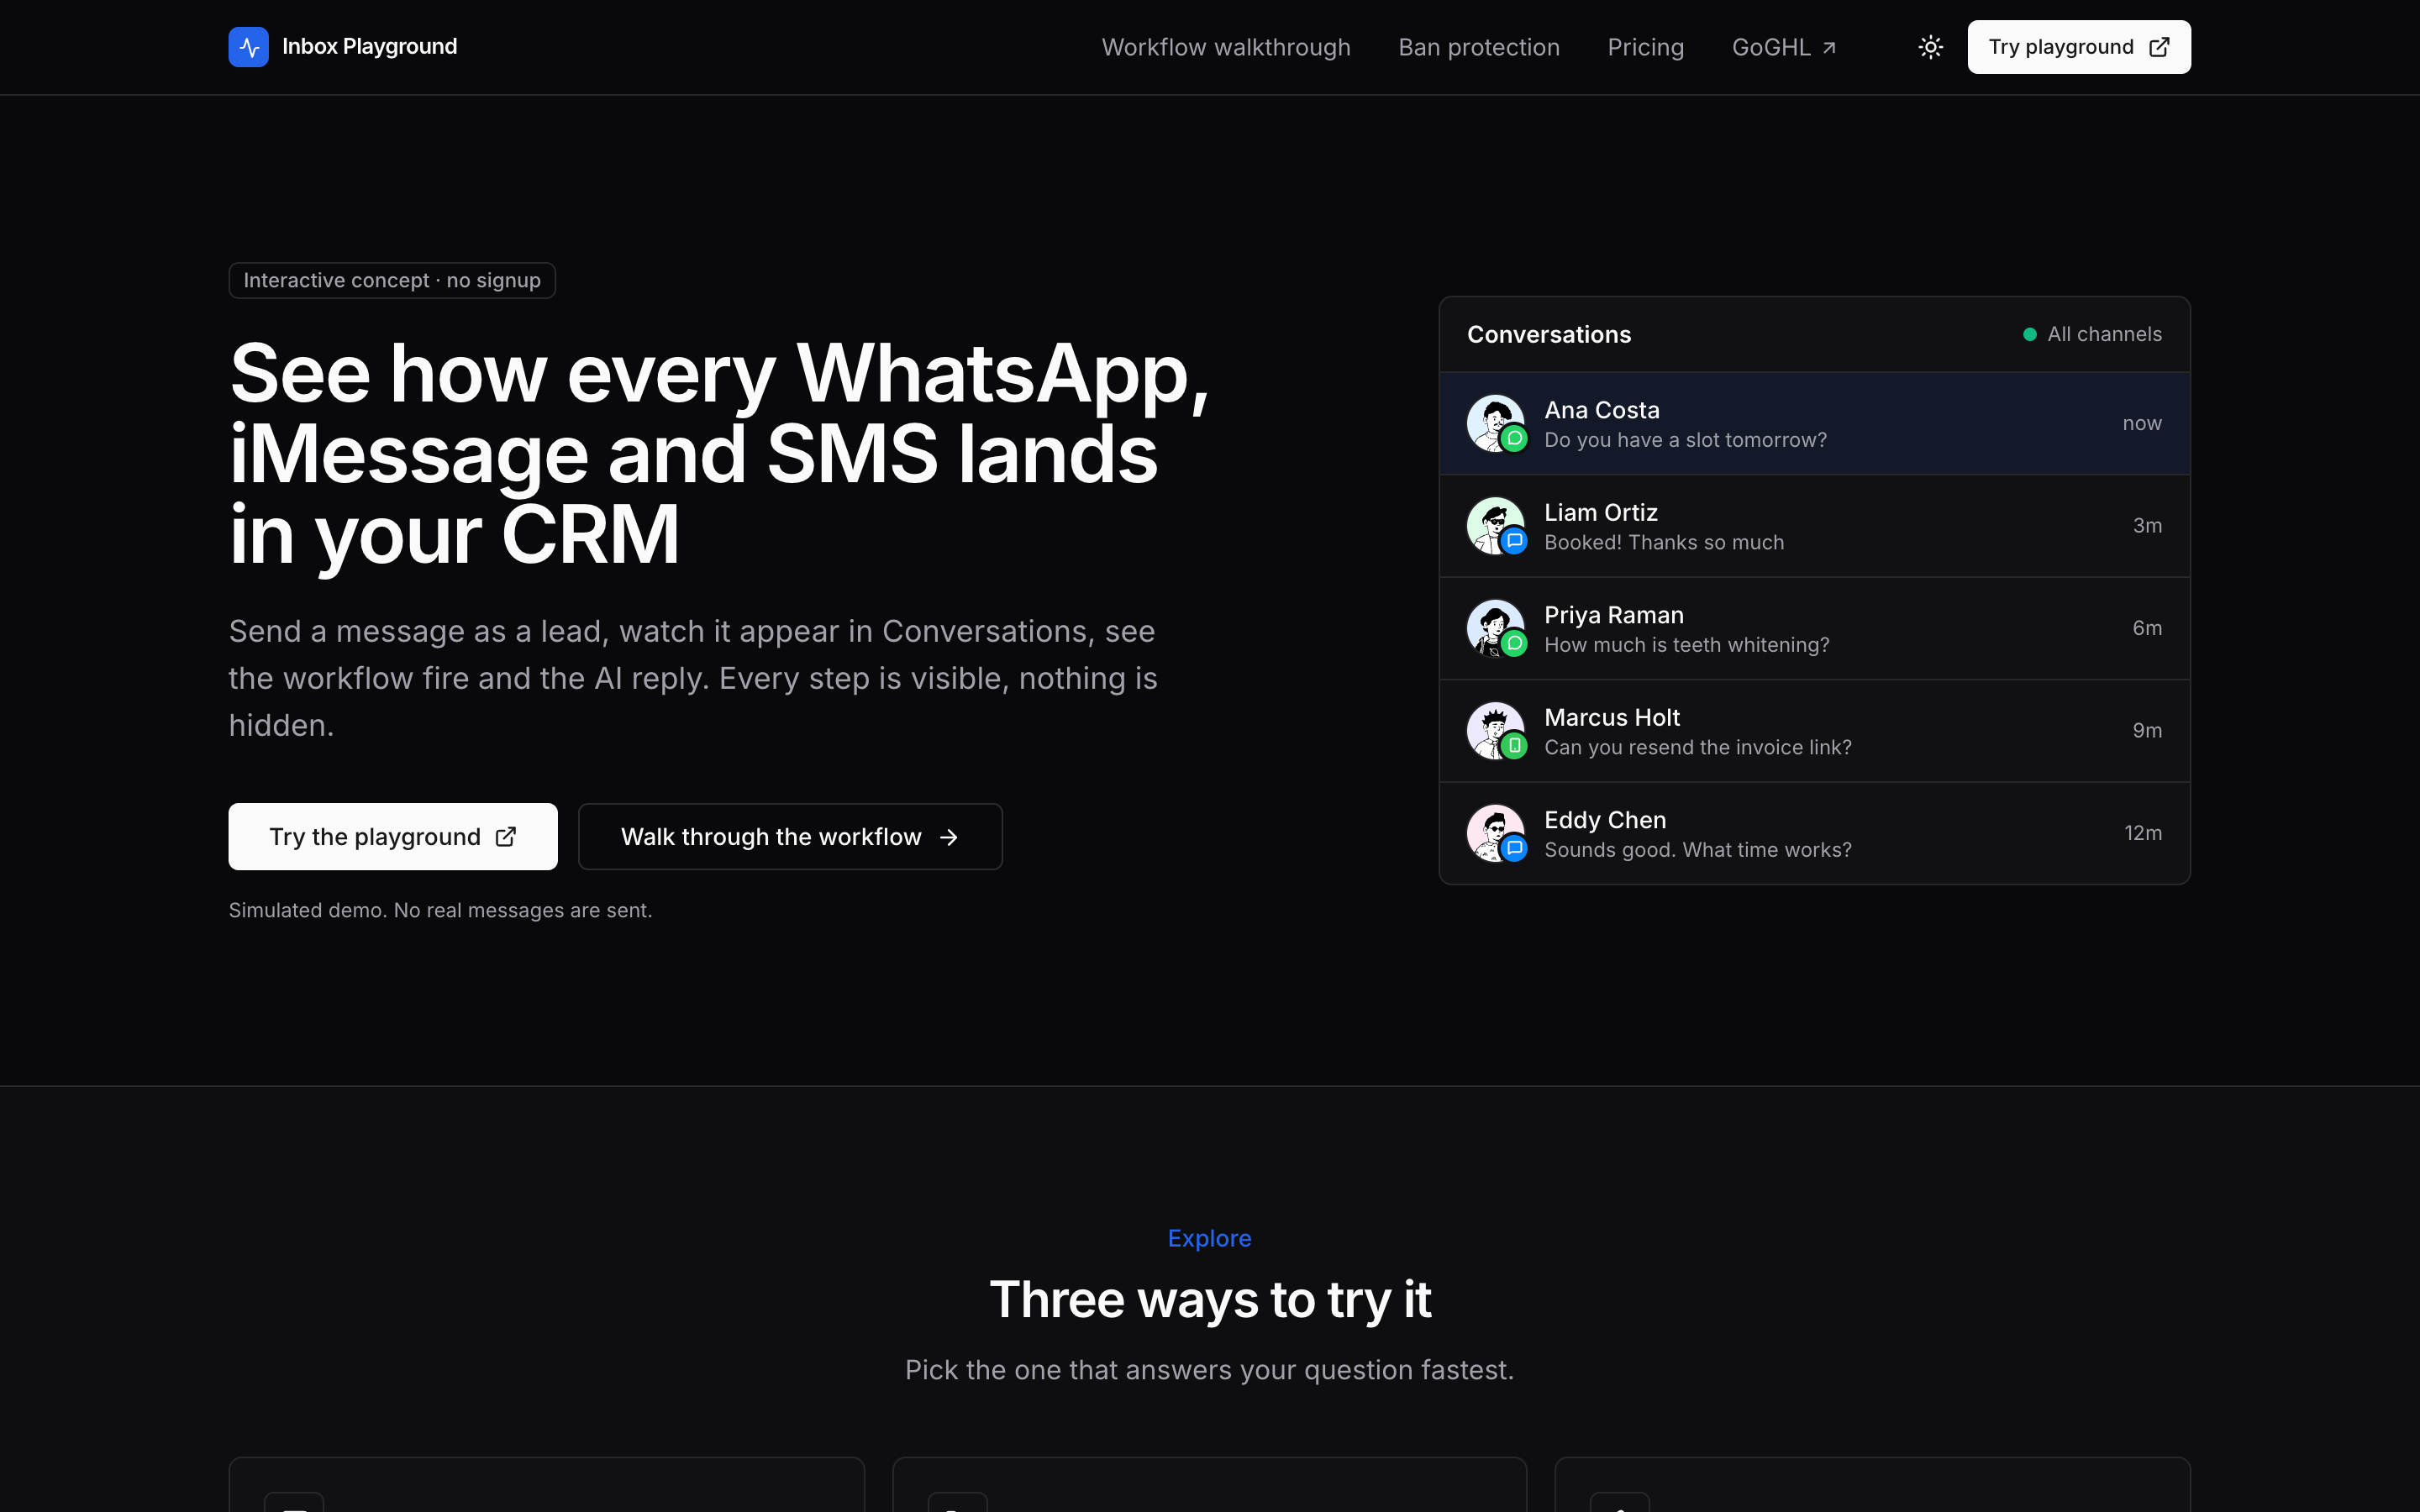 Inbox Playground
Workflow walkthrough
Ban protection
Pricing
GoGHL
Try playground
Interactive concept · no signup
See how every WhatsApp,
iMessage and SMS lands
in your CRM
Send a message as a lead, watch it appear in Conversations, see
the workflow fire and the AI reply. Every step is visible, nothing is
hidden.
Try the playground
Walk through the workflow
Simulated demo. No real messages are sent.
Conversations
All channels
Ana Costa
Do you have a slot tomorrow?
now
Liam Ortiz
Booked! Thanks so much
3m
Priya Raman
How much is teeth whitening?
6m
Marcus Holt
Can you resend the invoice link?
9m
Eddy Chen
Sounds good. What time works?
12m
Explore
Three ways to try it
Pick the one that answers your question fastest.